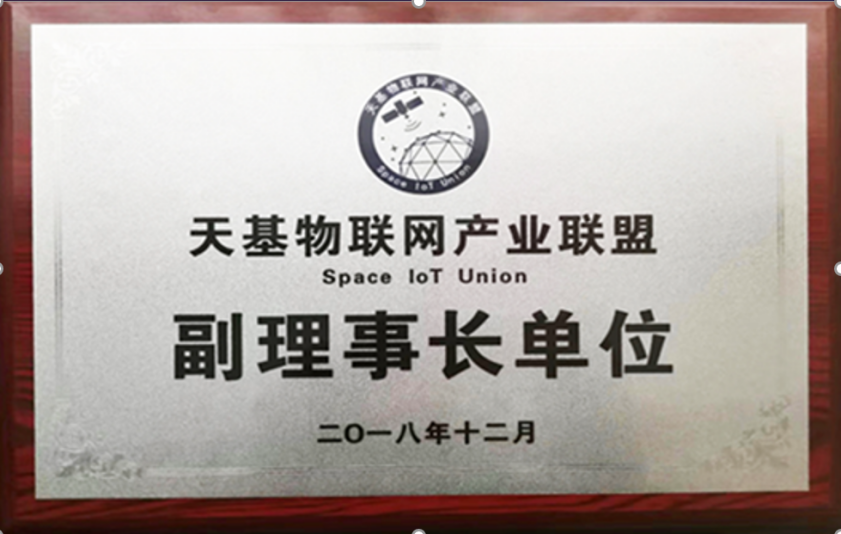 天基物联网产业联盟
Space IoT Union
天基物联网产业联盟
Space IoT Union
副理事长单位
二O一八年十二月